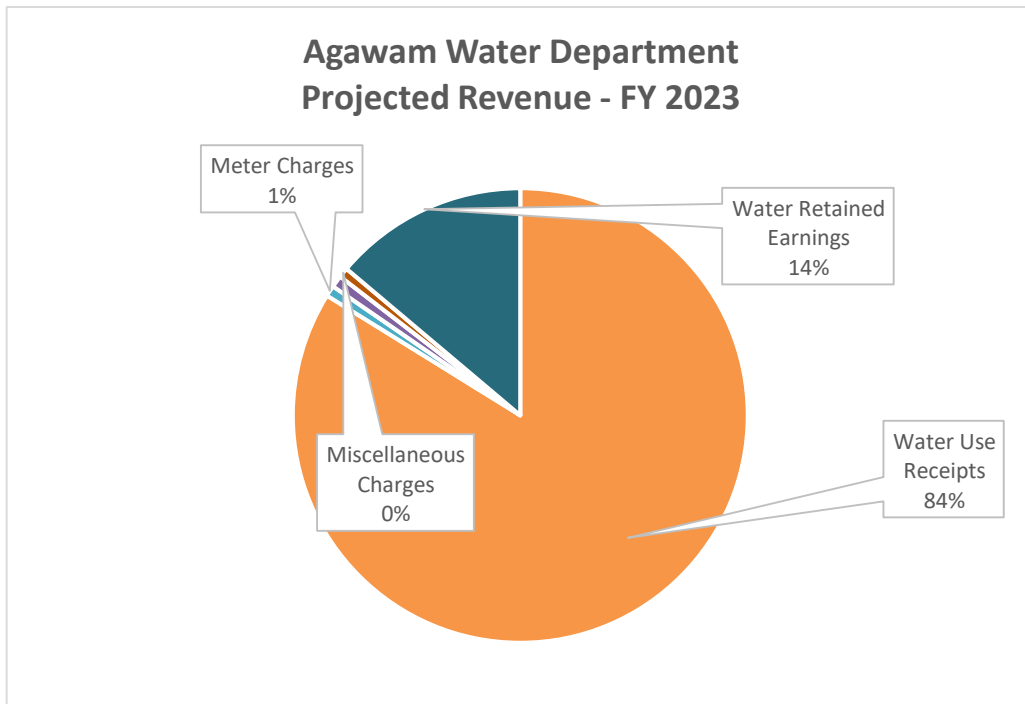 Agawam Water Department
Projected Revenue - FY 2023
Meter Charges
1%
Water Retained
Earnings
14%
Miscellaneous
Charges
0%
Water Use
Receipts
84%